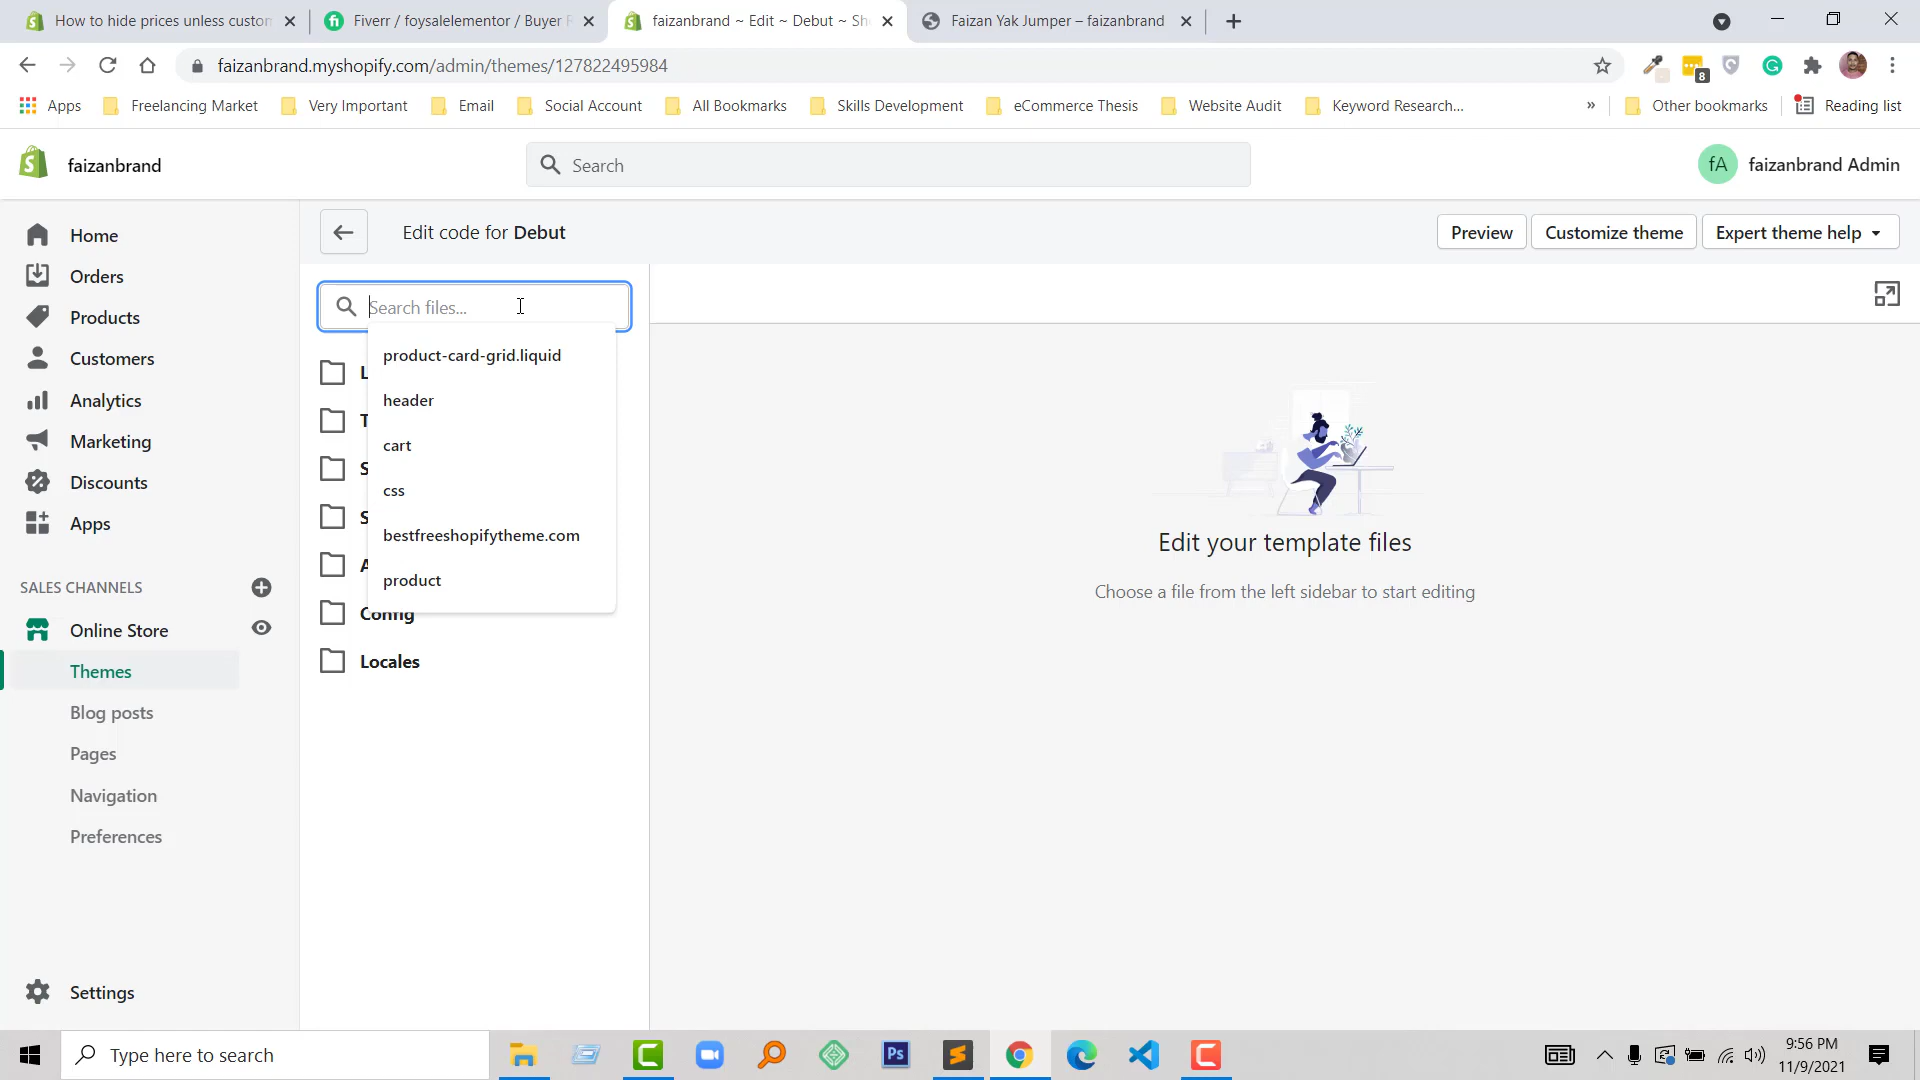 How to hide prices unless custom
Fiverr / foysalelementor / Buyer R
faizanbrand ~ Edit ~ Debut ~ Sh
Faizan Yak Jumper – faizanbrand
faizanbrand.myshopify.com/admin/themes/127822495984
8
Apps
Freelancing Market
Very Important
Email
Social Account
All Bookmarks
Skills Development
eCommerce Thesis
Website Audit
Keyword Research...
»
Other bookmarks
Reading list
faizanbrand
Search
fA
faizanbrand Admin
Home
Orders
Products
Customers
Analytics
Marketing
Discounts
Apps
SALES CHANNELS
Online Store
Themes
Blog posts
Pages
Navigation
Preferences
Settings
Edit code for Debut
Preview
Customize theme
Expert theme help
Search files...
product-card-grid.liquid
header
cart
css
bestfreeshopifytheme.com
product
L
T
S
S
A
Config
Locales
Edit your template files
Choose a file from the left sidebar to start editing
Type here to search
Ps
9:56 PM
11/9/2021